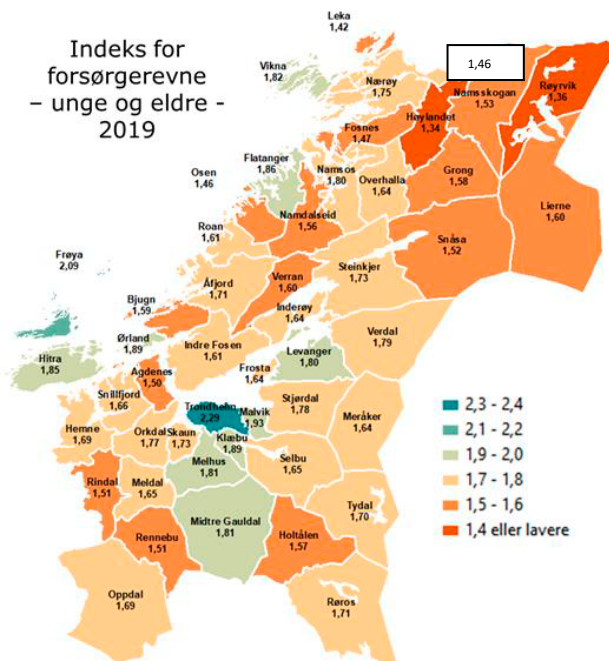 Indeks for
forsørgerevne
– unge og eldre -
2019
Leka
1,42
Vikna
1,82
Nærøy
1,75
1,46
Namsskogan
1,53
Røyrvik
1,36
Høylandet
1,34
Fosnes
1,47
Flatanger
1,86
Namsos
1,80
Overhalla
1,64
Grong
1,58
Lierne
1,60
Osen
1,46
Namdalseid
1,56
Roan
1,61
Snåsa
1,52
Frøya
2,09
Steinkjer
1,73
Åfjord
1,71
Verran
1,60
Bjugn
1,59
Inderøy
1,64
Verdal
1,79
Ørland
1,89
Indre Fosen
1,61
Levanger
1,80
Hitra
1,85
Agdenes
1,50
Frosta
1,64
Snillfjord
1,66
Trondheim
2,29
Malvik
1,93
Stjørdal
1,78
Meråker
1,64
Hemne
1,69
Orkdal
1,77
Skaun
1,73
Klæbu
1,89
Melhus
1,81
Selbu
1,65
Rindal
1,51
Meldal
1,65
Tydal
1,70
Midtre Gauldal
1,81
Rennebu
1,51
Holtålen
1,57
Oppdal
1,69
Røros
1,71
2,3 - 2,4
2,1 - 2,2
1,9 - 2,0
1,7 - 1,8
1,5 - 1,6
1,4 eller lavere